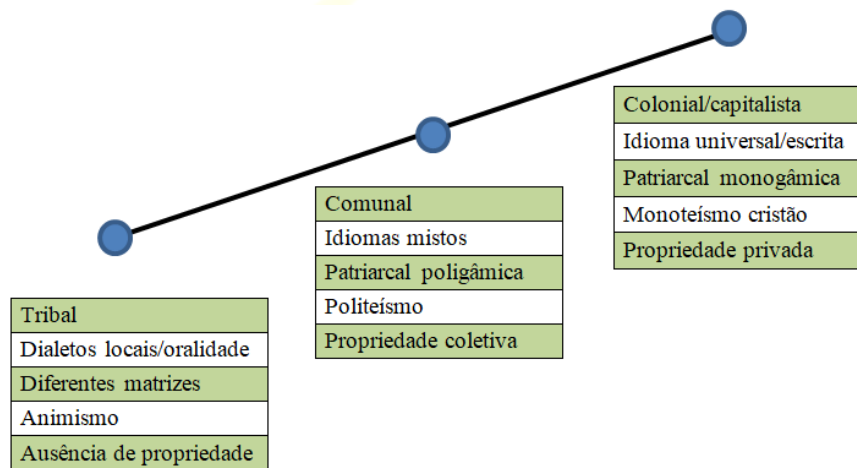 Tribal
Dialetos locais/oralidade
Diferentes matrizes
Animismo
Ausência de propriedade
Comunal
Idiomas mistos
Patriarcal poligâmica
Politeísmo
Propriedade coletiva
Colonial/capitalista
Idioma universal/escrita
Patriarcal monogâmica
Monoteísmo cristão
Propriedade privada